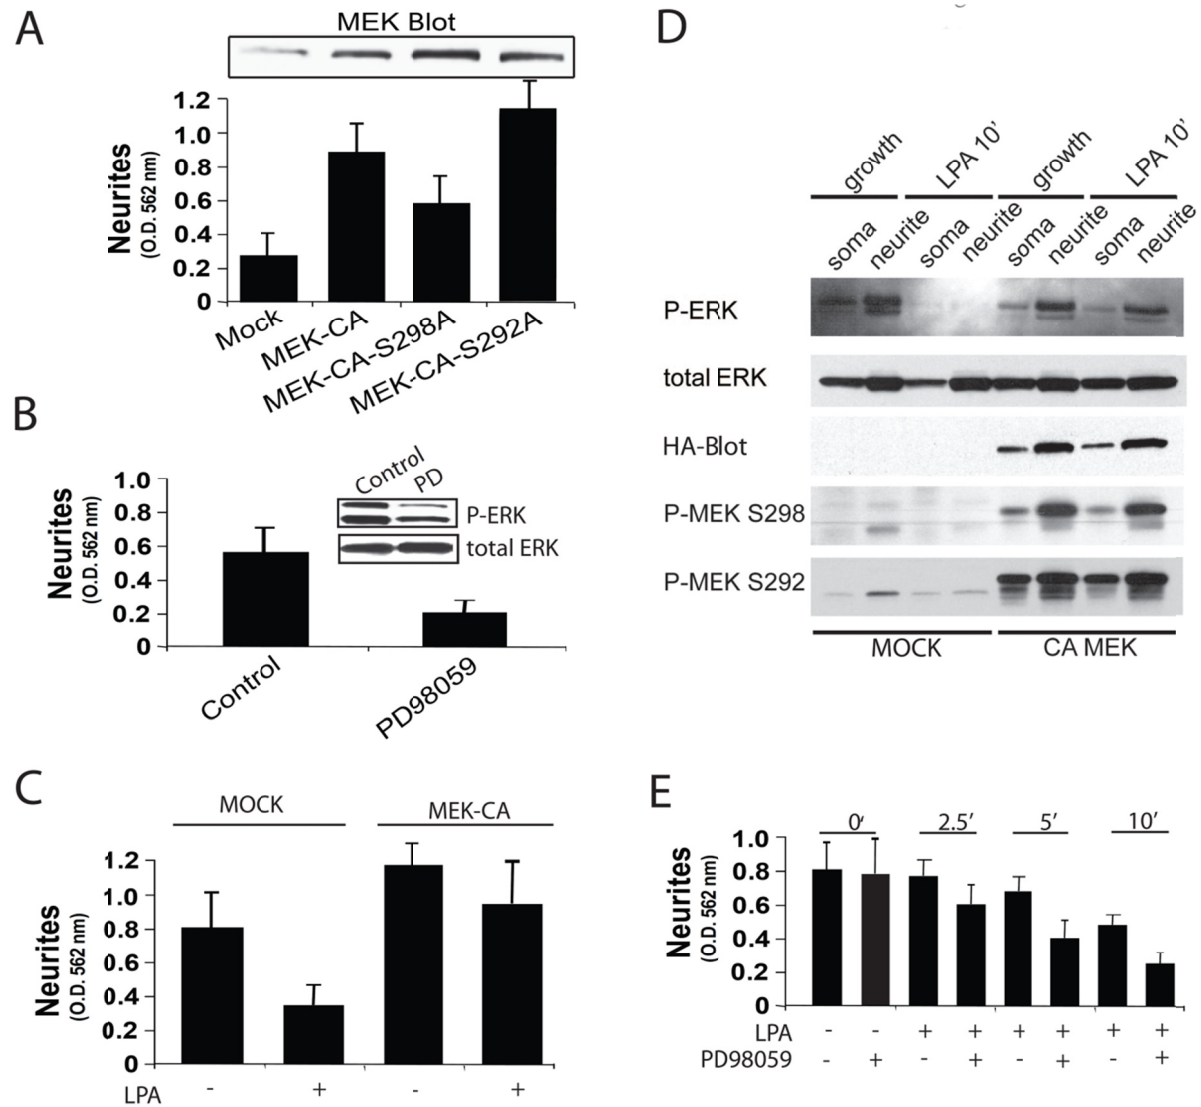 A
MEK Blot
Neurites
(O.D. 562 nm)
1.2
1.0
0.8
0.6
0.4
0.2
0
Mock
MEK-CA
MEK-CA-S298A
MEK-CA-S292A
B
Neurites
(O.D. 562 nm)
1.0
0.8
0.6
0.4
0.2
0
Control
PD
P-ERK
total ERK
Control
PD98059
C
MOCK
MEK-CA
Neurites
(O.D. 562 nm)
1.2
1.0
0.8
0.6
0.4
0.2
0
LPA - + - +
D
growth LPA 10' growth LPA 10'
soma neurite soma neurite soma neurite soma neurite
P-ERK
total ERK
HA-Blot
P-MEK S298
P-MEK S292
MOCK CA MEK
E
0' 2.5' 5' 10'
Neurites
(O.D. 562 nm)
1.0
0.8
0.6
0.4
0.2
0
LPA - - + + + + + +
PD98059 - + - + - + - +